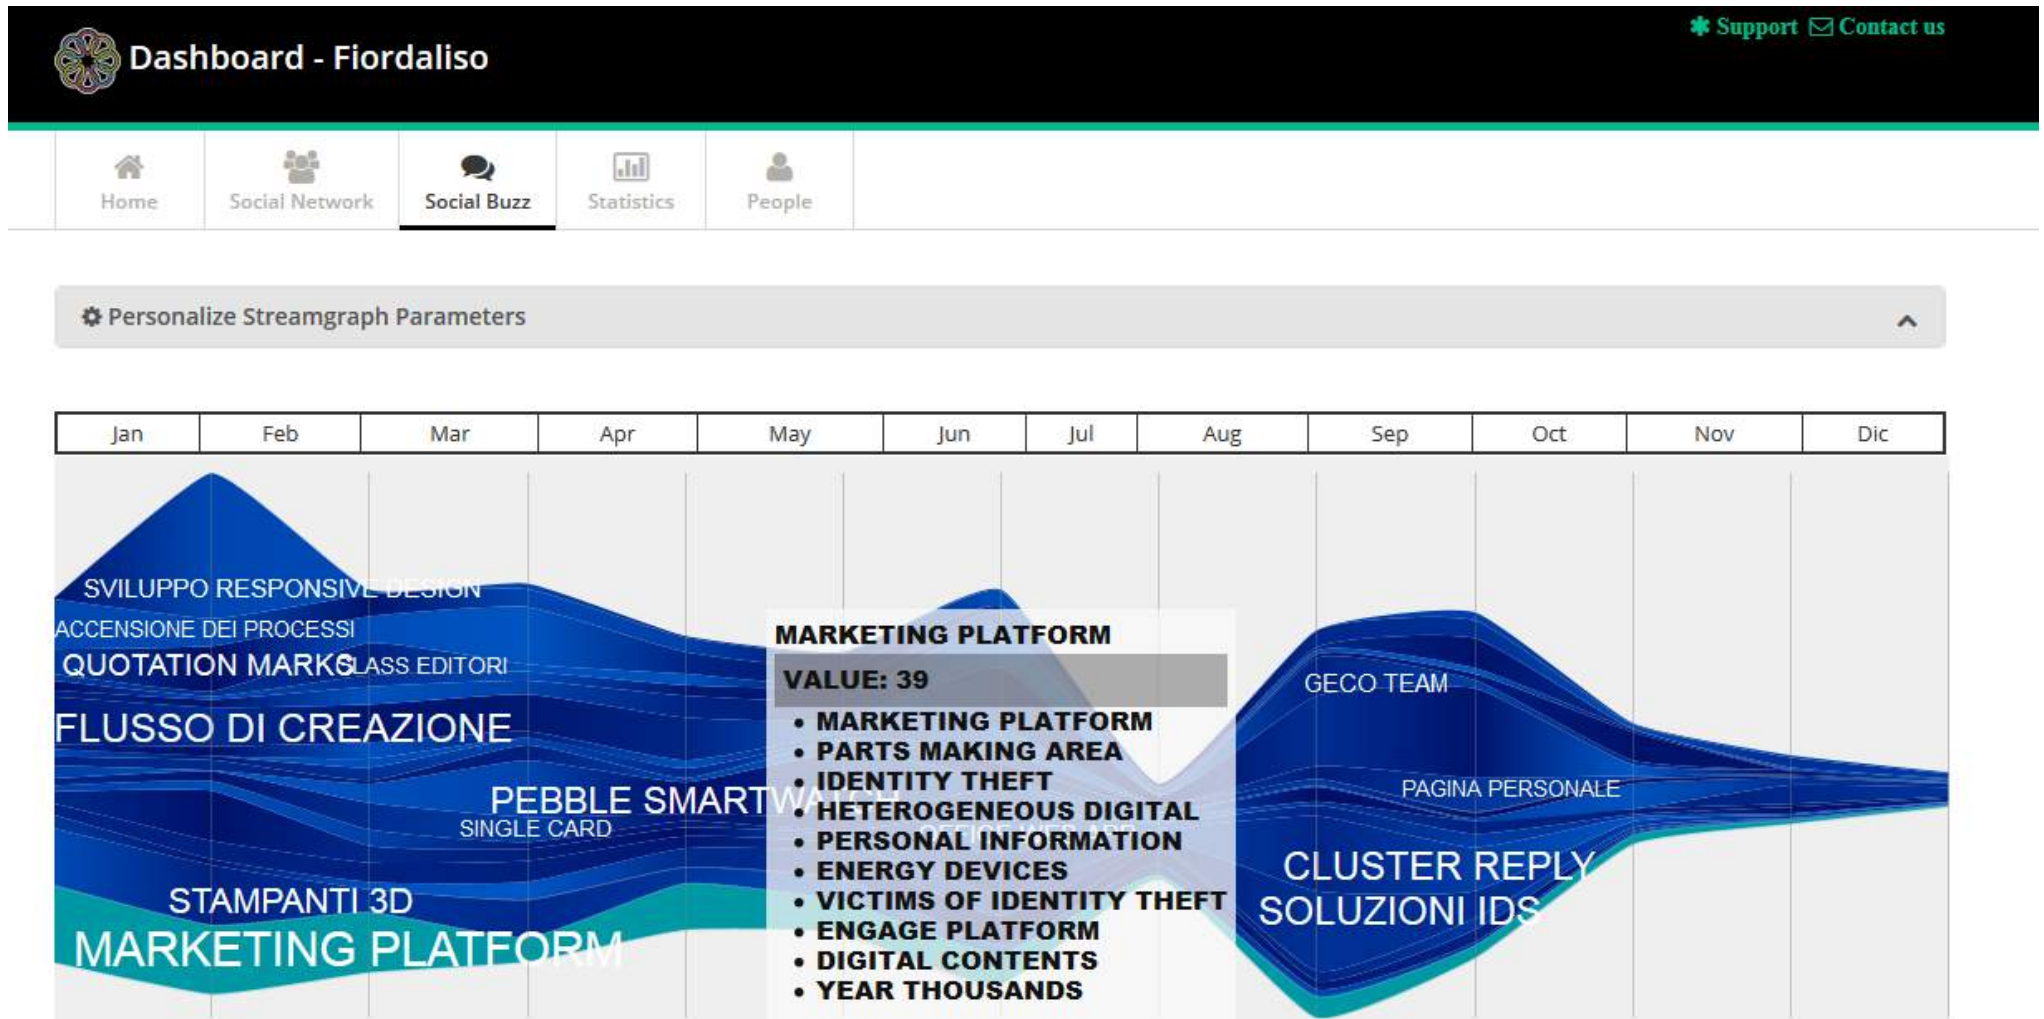 Support Contact us
Dashboard - Fiordaliso
Home Social Network Social Buzz Statistics People
Personalize Streamgraph Parameters
Jan Feb Mar Apr May Jun Jul Aug Sep Oct Nov Dic
SVILUPPO RESPONSIVE DESIGN
ACCENSIONE DEI PROCESSI
QUOTATION MARKS
CLASS EDITORI
FLUSSO DI CREAZIONE
PEBBLE SMARTWATCH
SINGLE CARD
STAMPANTI 3D
MARKETING PLATFORM
MARKETING PLATFORM
VALUE: 39
• MARKETING PLATFORM
• PARTS MAKING AREA
• IDENTITY THEFT
• HETEROGENEOUS DIGITAL
• PERSONAL INFORMATION
• ENERGY DEVICES
• VICTIMS OF IDENTITY THEFT
• ENGAGE PLATFORM
• DIGITAL CONTENTS
• YEAR THOUSANDS
GECO TEAM
PAGINA PERSONALE
CLUSTER REPLY
SOLUZIONI IDS